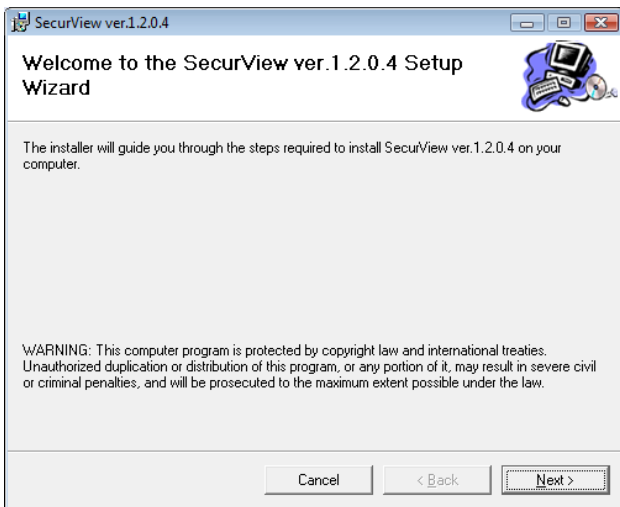 SecurView ver.1.2.0.4
Welcome to the SecurView ver.1.2.0.4 Setup
Wizard
The installer will guide you through the steps required to install SecurView ver.1.2.0.4 on your
computer.
WARNING: This computer program is protected by copyright law and international treaties.
Unauthorized duplication or distribution of this program, or any portion of it, may result in severe civil
or criminal penalties, and will be prosecuted to the maximum extent possible under the law.
Cancel
< Back
Next >